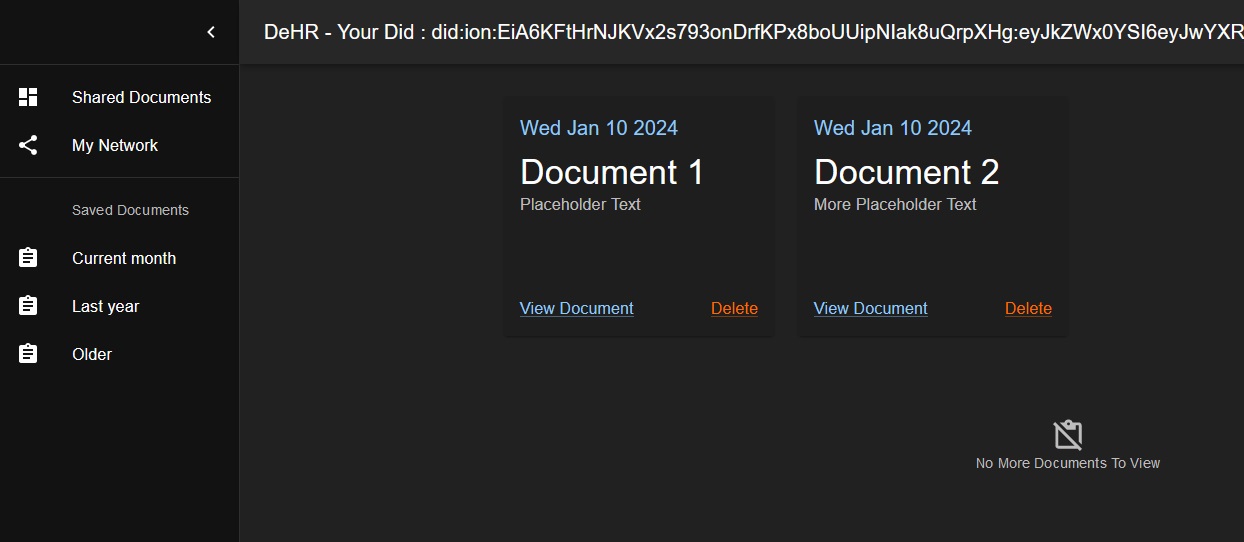 DeHR - Your Did : did:ion:EiA6KFtHrNJKVx2s793onDrfKPx8boUUipNIak8uQrpXHg:eyJkZWx0YSI6eyJwYXR
Shared Documents
My Network
Saved Documents
Current month
Last year
Older
Wed Jan 10 2024
Document 1
Placeholder Text
View Document
Delete
Wed Jan 10 2024
Document 2
More Placeholder Text
View Document
Delete
No More Documents To View